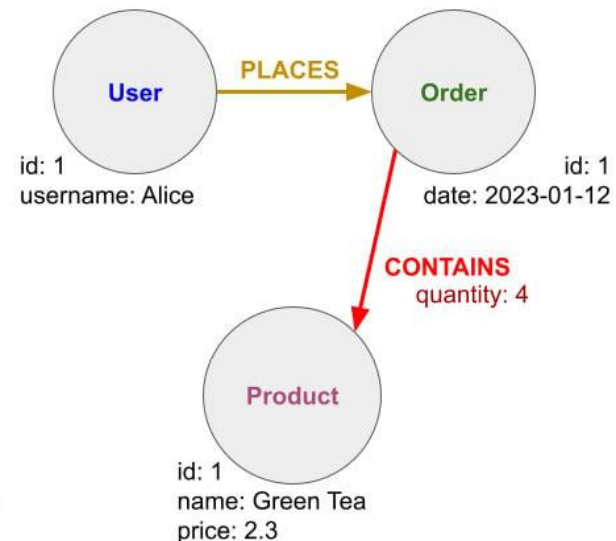 User
PLACES
Order
id: 1
username: Alice
id: 1
date: 2023-01-12
CONTAINS
quantity: 4
Product
id: 1
name: Green Tea
price: 2.3